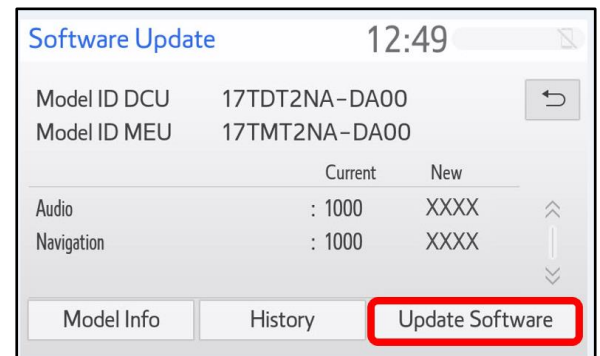 Software Update 12:49
Model ID DCU 17TDT2NA-DA00
Model ID MEU 17TMT2NA-DA00
Current New
Audio : 1000 XXXX
Navigation : 1000 XXXX
Model Info History Update Software